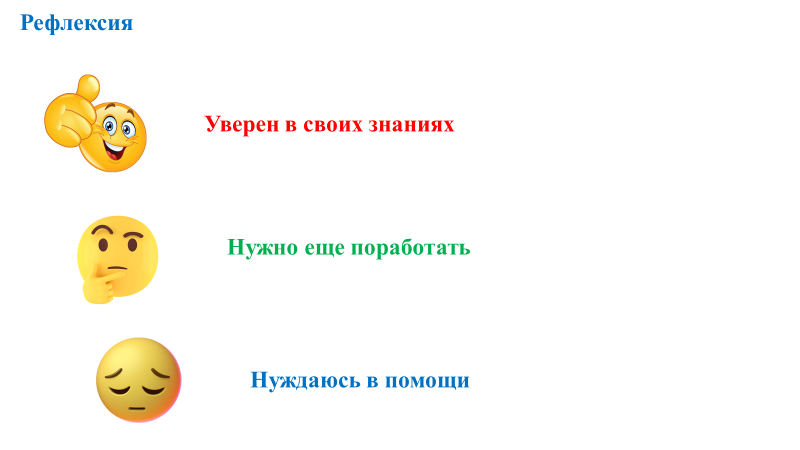 Рефлексия
Уверен в своих знаниях
Нужно еще поработать
Нуждаюсь в помощи